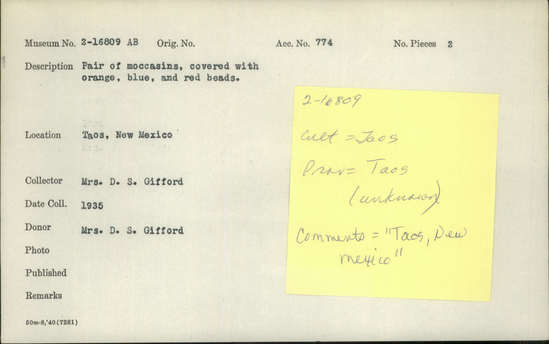 Museum No. 2-16809 AB Orig. No. Acc. No. 774 No. Pieces 2
Description Pair of moccasins, covered with
orange, blue, and red beads.
Location Taos, New Mexico
Collector Mrs. D. S. Gifford
Date Coll. 1935
Donor Mrs. D. S. Gifford
Photo
Published
Remarks
50m-8,'40(7281)
2-16809
Cult = Taos
Prov = Taos
(unknown)
Comments = "Taos, New
Mexico"